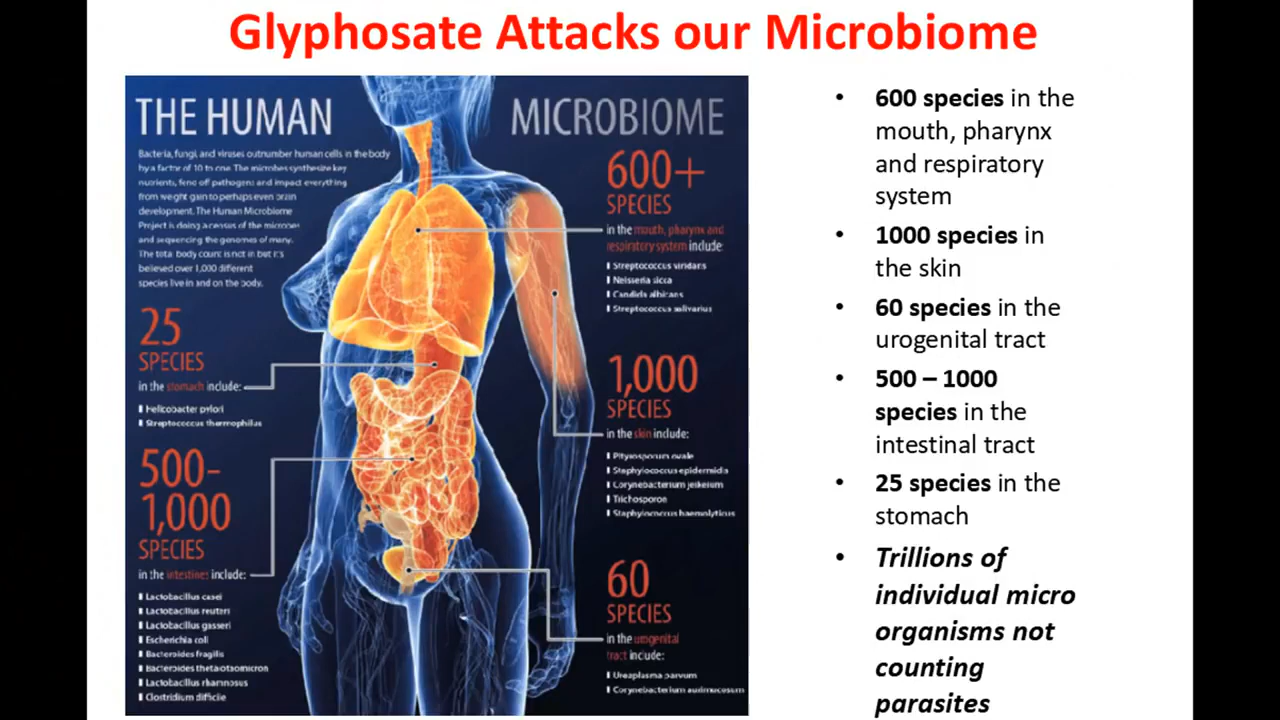 Glyphosate Attacks our Microbiome
THE HUMAN MICROBIOME
Bacteria, fungi, and viruses outnumber human cells in the body
by a factor of 10 to one. The microbes synthesize key
nutrients, fend off pathogens and impact everything
from weight gain to perhaps even brain
development. The Human Microbiome
Project is doing a census of the microbes
and sequencing the genomes of many.
The total body count is not in but it's
believed over 1,000 different
species live in and on the body.
25
SPECIES
in the stomach include:
Helicobacter pylori
Streptococcus thermophilus
500-
1,000
SPECIES
in the intestines include:
Lactobacillus casei
Lactobacillus reuteri
Lactobacillus gasseri
Escherichia coli
Bacteroides fragilis
Bacteroides thetaiotaomicron
Lactobacillus rhamnosus
Clostridium difficile
600+
SPECIES
in the mouth, pharynx and
respiratory system include:
Streptococcus viridans
Neisseria sicca
Candida albicans
Streptococcus salivarius
1,000
SPECIES
in the skin include:
Pityrosporum ovale
Staphylococcus epidermidis
Corynebacterium jeikeium
Trichosporon
Staphylococcus haemolyticus
60
SPECIES
in the urogenital
tract include:
Ureaplasma parvum
Corynebacterium aurimucosum
• 600 species in the
mouth, pharynx
and respiratory
system
• 1000 species in
the skin
• 60 species in the
urogenital tract
• 500 – 1000
species in the
intestinal tract
• 25 species in the
stomach
• Trillions of
individual micro
organisms not
counting
parasites